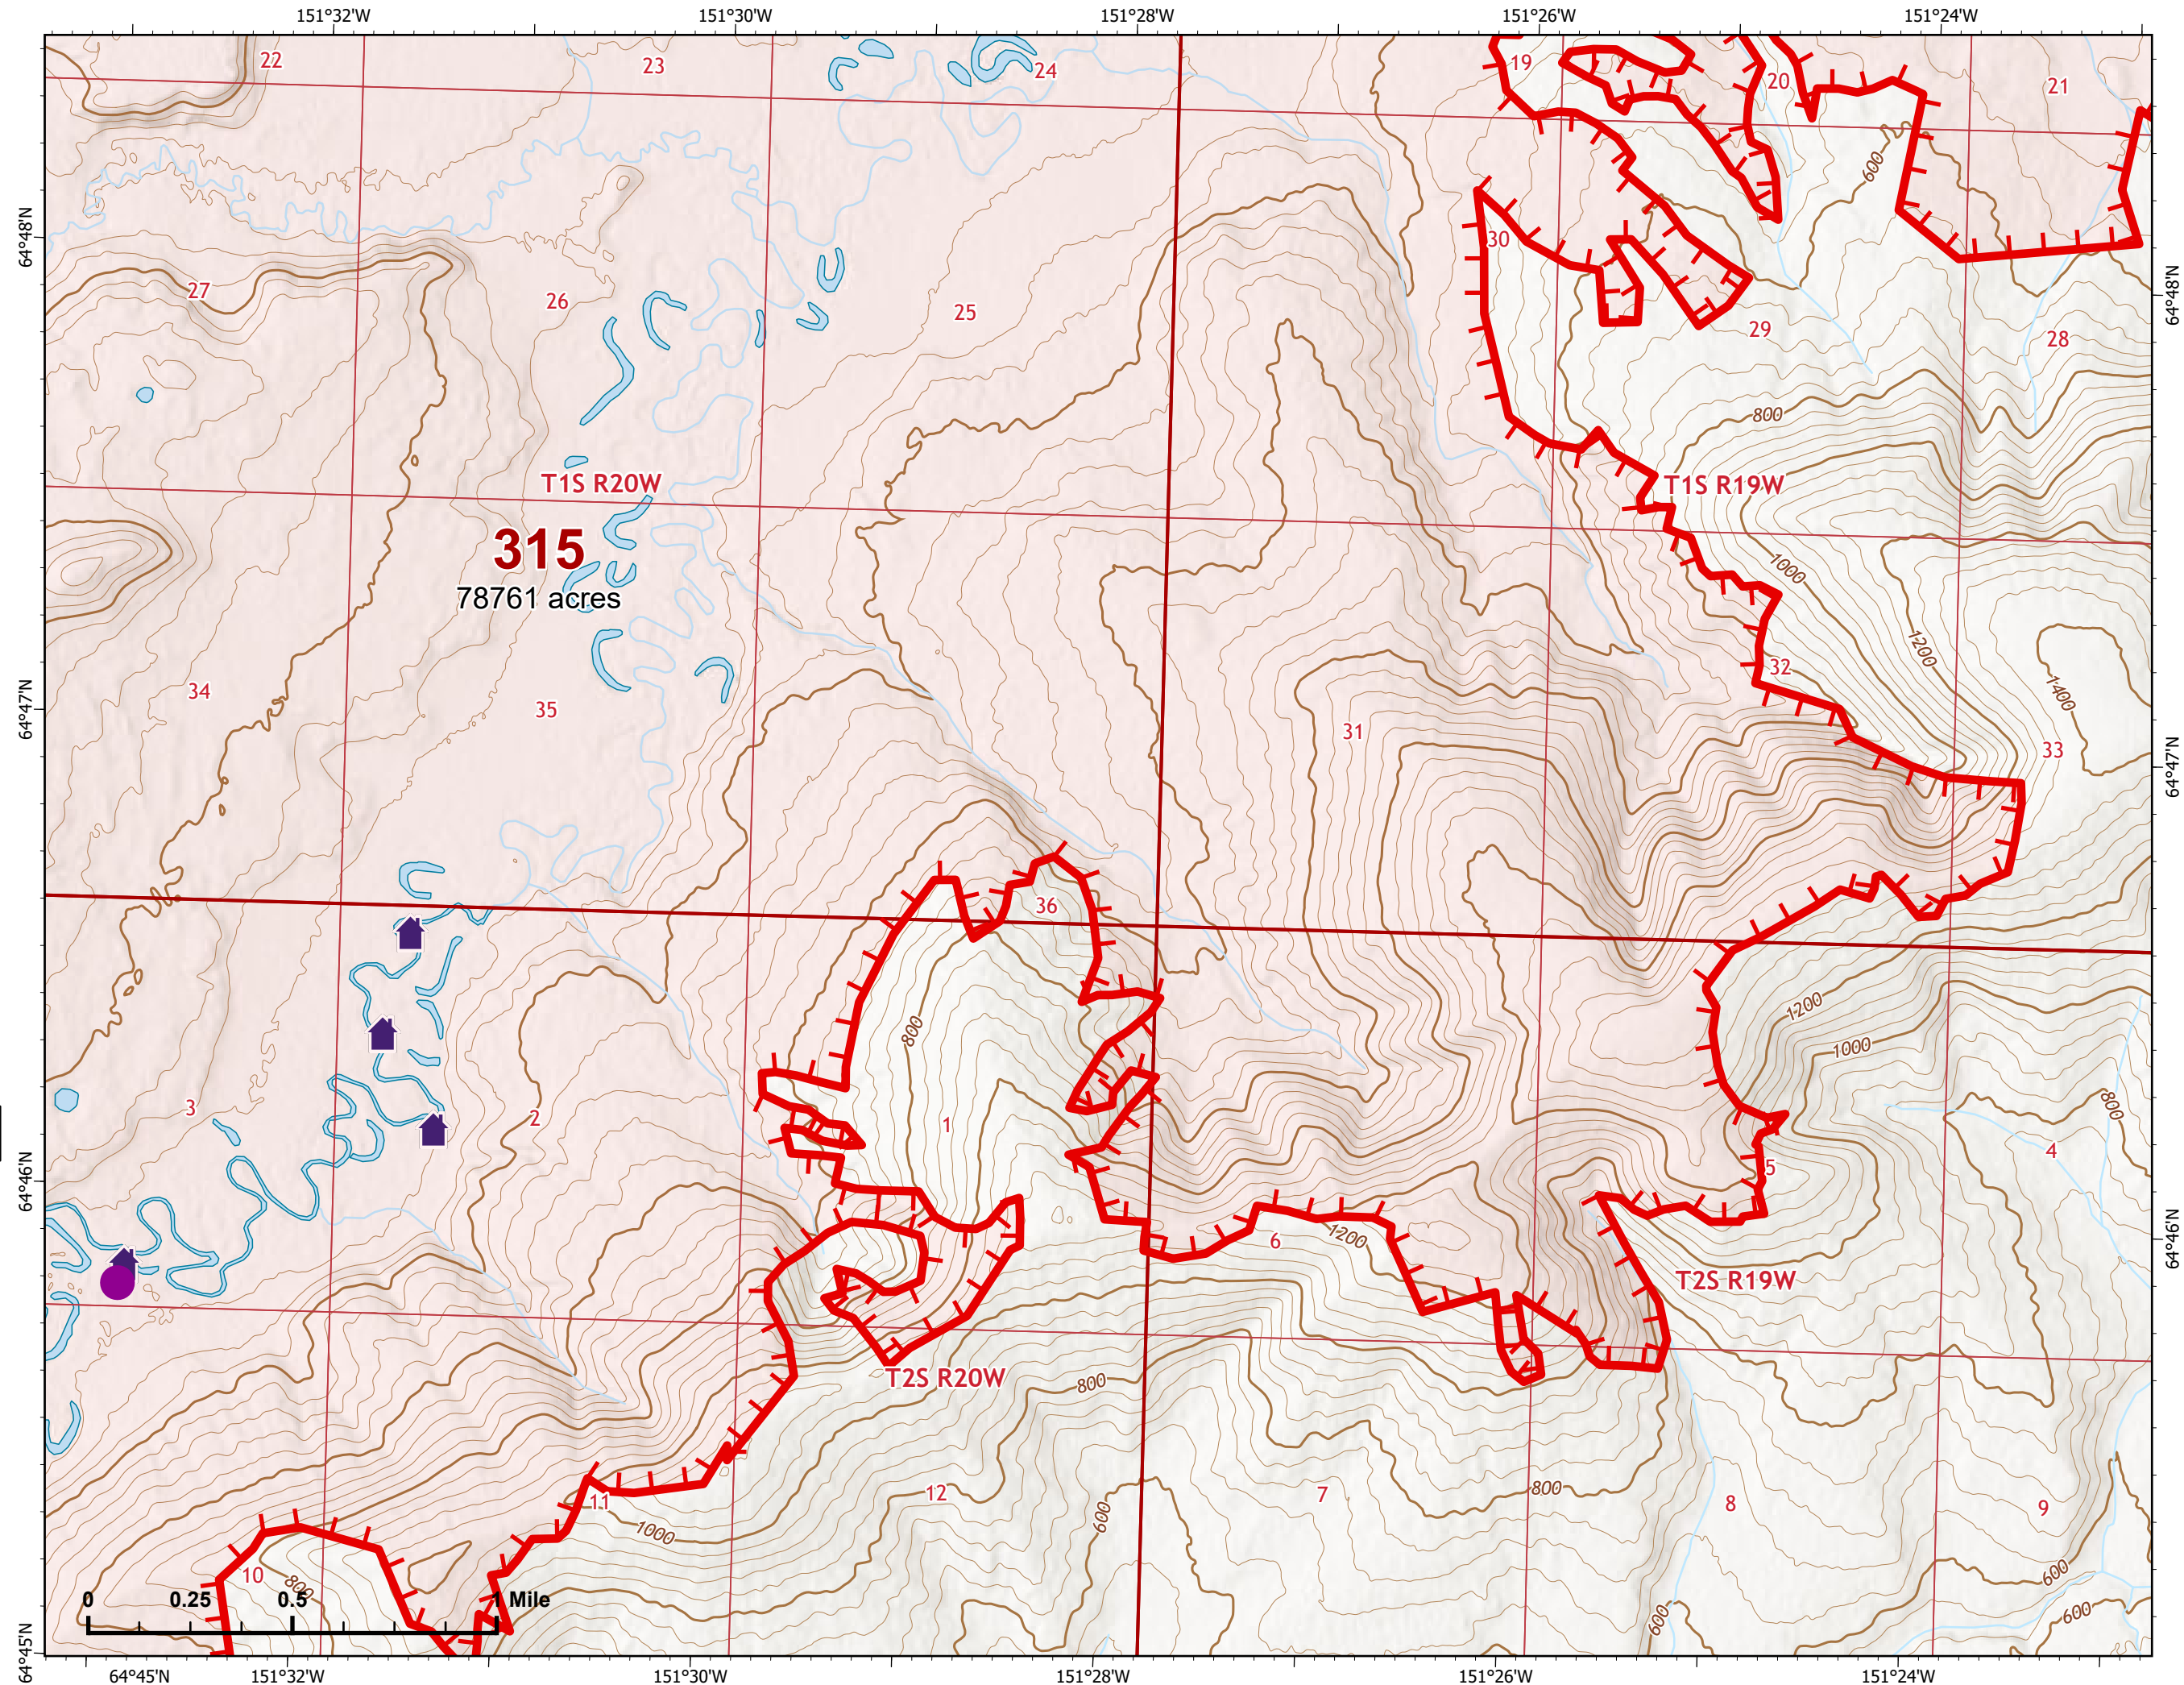 151°32'W 151°30'W 151°28'W 151°26'W 151°24'W
22 23 24 19 20 21
600
64°48'N 30 64°48'N
27 26 25 29 28
800
T1S R20W T1S R19W
315
1000
78761 acres
1200
32
1400
34 35 31 33
64°47'N 64°47'N
36
1200
800 1000
800
3 2 1 4
5
64°46'N 6 1200 64°46'N
T2S R19W
T2S R20W
800
800
11 12 7 8 9
600
1000
10 600
800
0 0.25 0.5 1 Mile
600
600
64°45'N
64°45'N 151°32'W 151°30'W 151°28'W 151°26'W 151°24'W